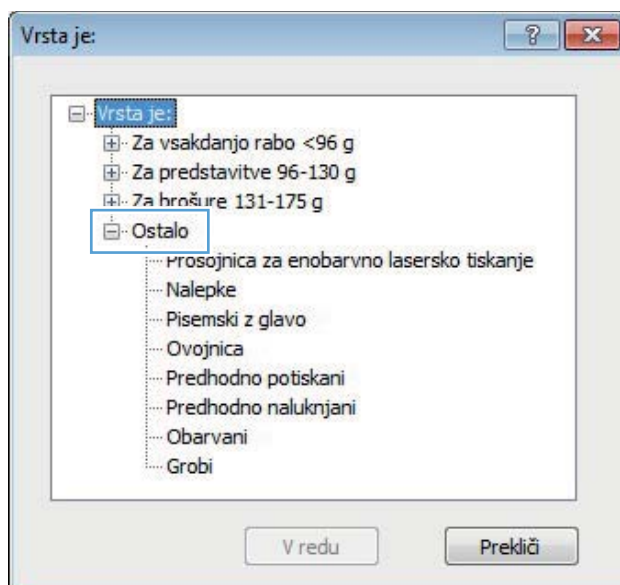 Vrsta je:
Vrsta je:
Za vsakdanjo rabo <96 g
Za predstavitve 96-130 g
Za brošure 131-175 g
Ostalo
Prosojnica za enobarvno lasersko tiskanje
Nalepke
Pisemski z glavo
Ovojnica
Predhodno potiskani
Predhodno naluknjani
Obarvani
Grobi
V redu
Prekliči